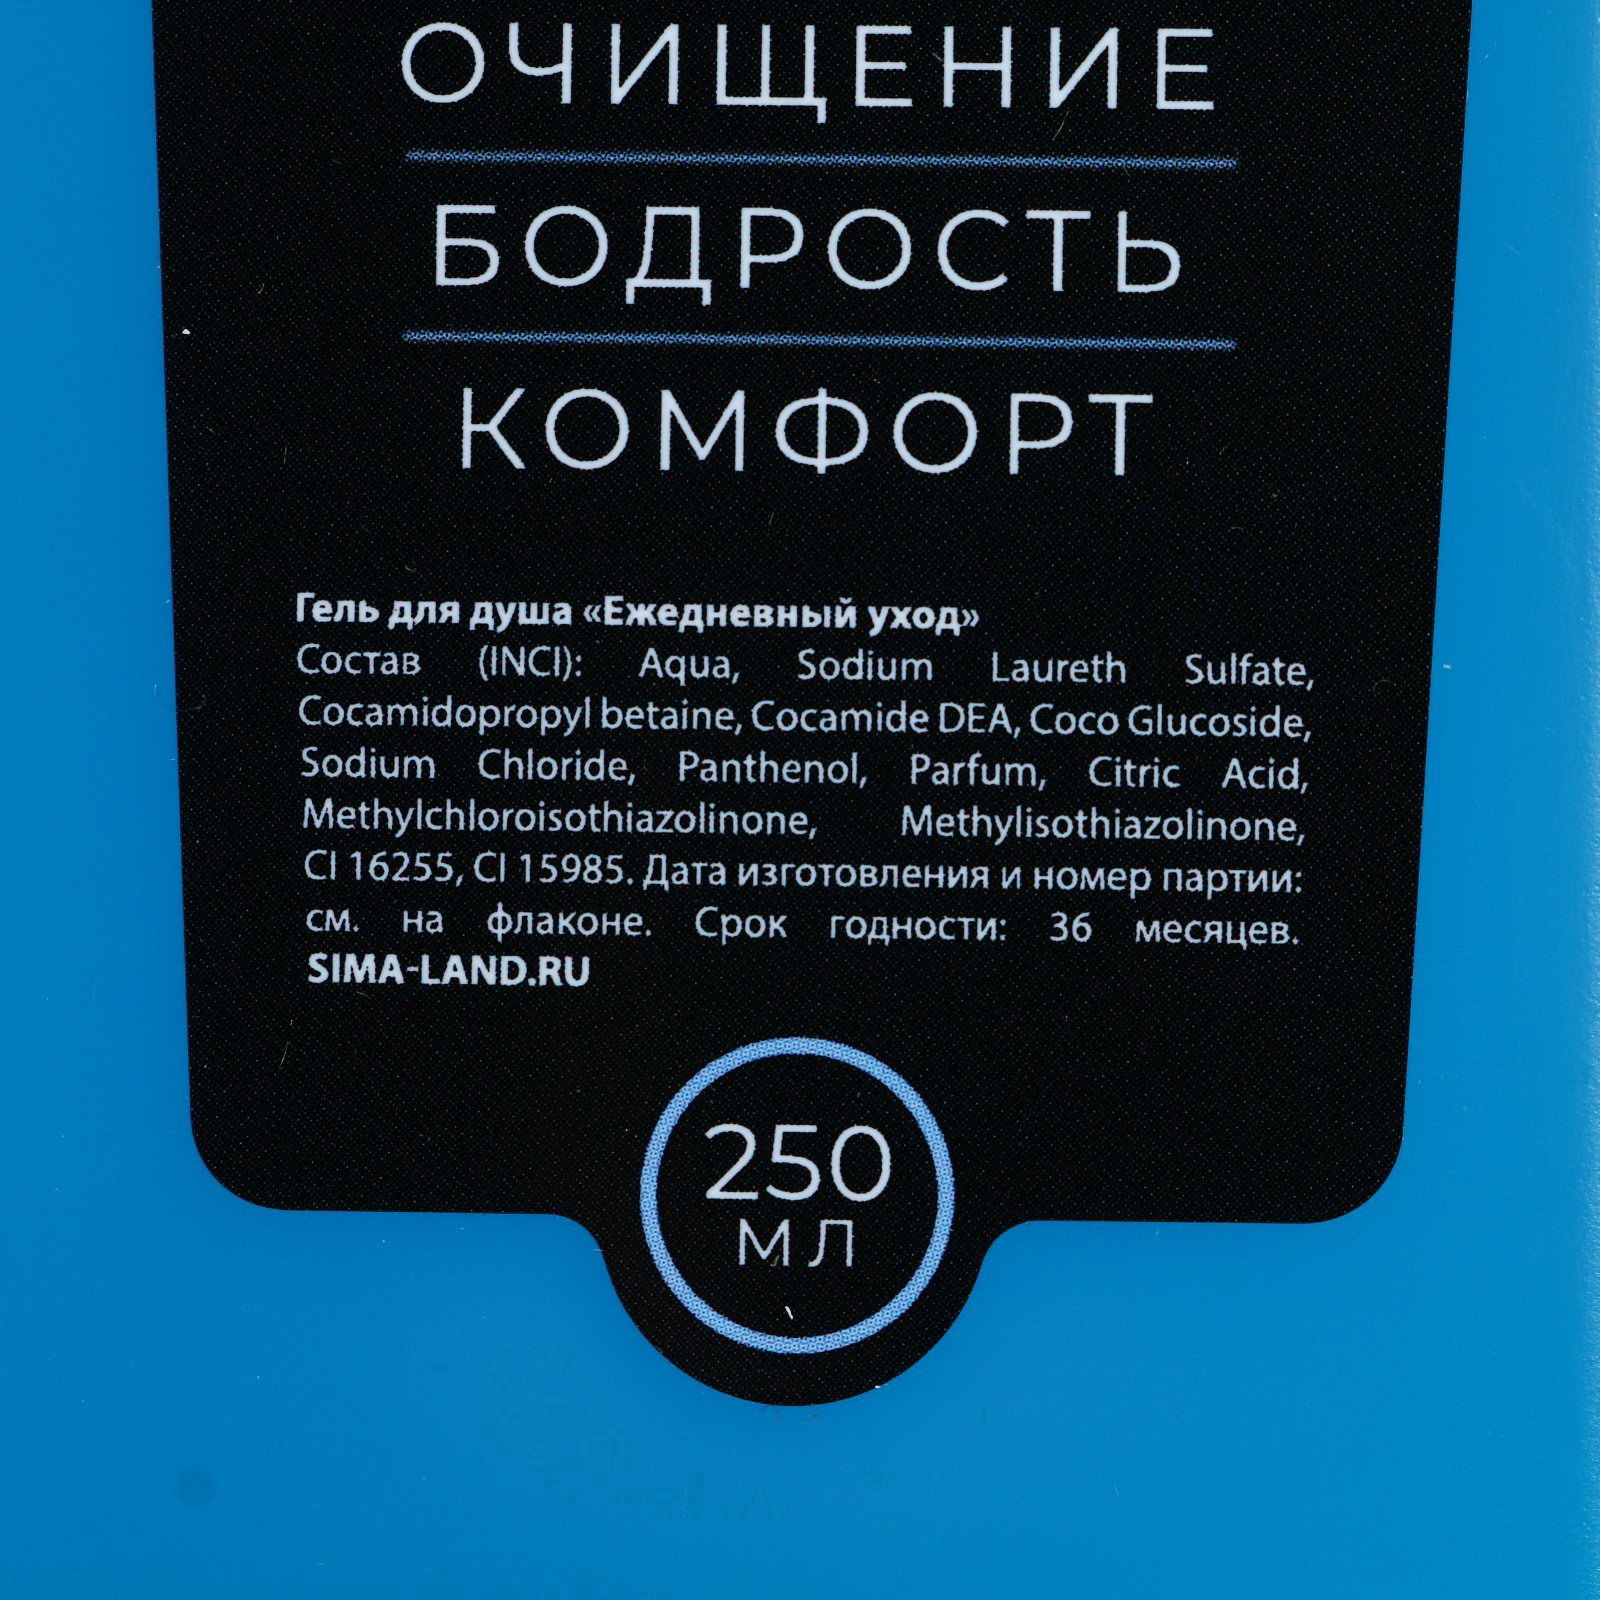 ОЧИЩЕНИЕ
БОДРОСТЬ
КОМФОРТ
Гель для душа «Ежедневный уход»
Состав (INCI): Aqua, Sodium Laureth Sulfate,
Cocamidopropyl betaine, Cocamide DEA, Coco Glucoside,
Sodium Chloride, Panthenol, Parfum, Citric Acid,
Methylchloroisothiazolinone, Methylisothiazolinone,
CI 16255, CI 15985. Дата изготовления и номер партии:
см. на флаконе. Срок годности: 36 месяцев.
SIMA-LAND.RU
250
МЛ